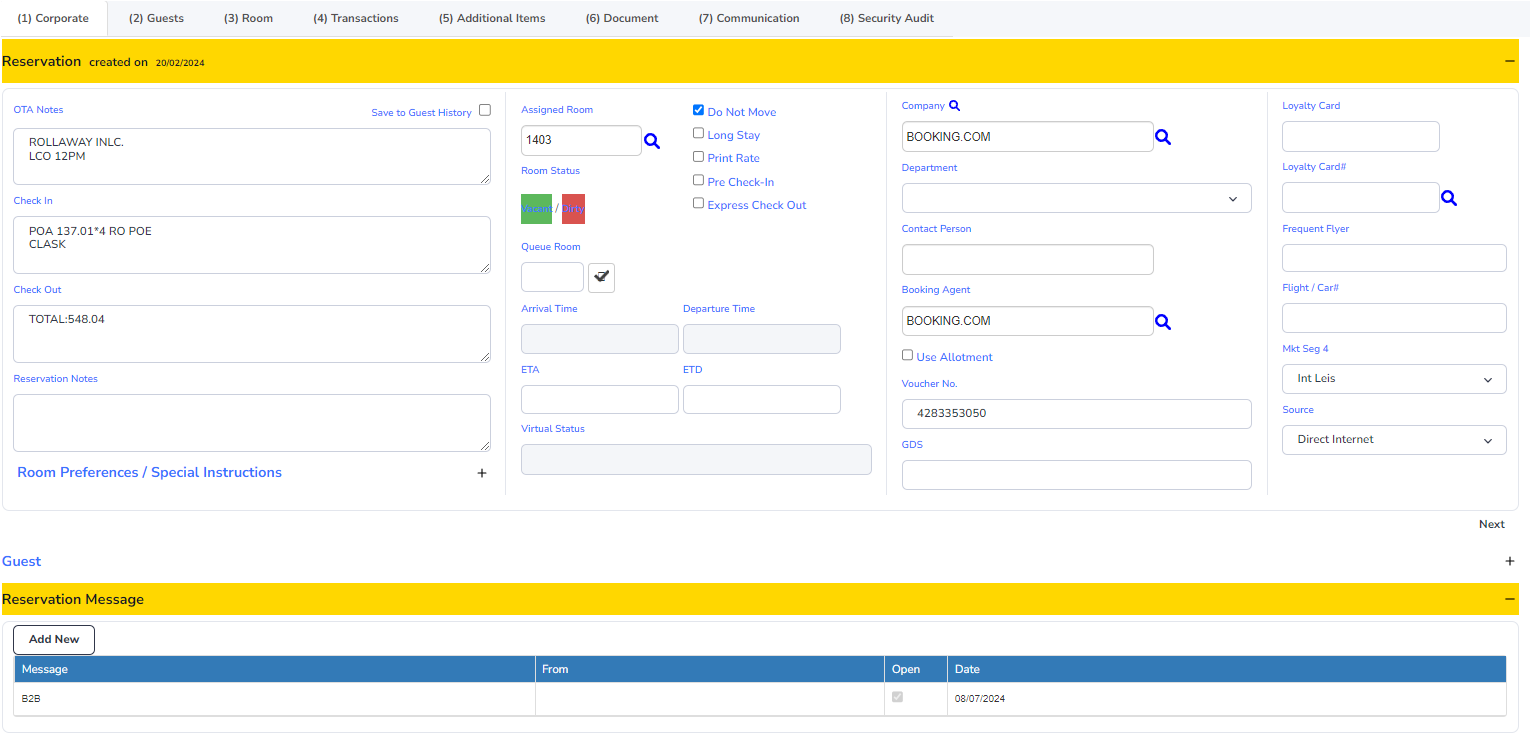 (1) Corporate
(2) Guests
(3) Room
(4) Transactions
(5) Additional Items
(6) Document
(7) Communication
(8) Security Audit
Reservation created on 20/02/2024
OTA Notes
Save to Guest History
ROLLAWAY INLC.
LCO 12PM
Check In
POA 137.01*4 RO POE
CLASK
Check Out
TOTAL:548.04
Reservation Notes
Room Preferences / Special Instructions
Assigned Room
1403
Room Status
Vacant / Dirty
Queue Room
Arrival Time
Departure Time
ETA
ETD
Virtual Status
Do Not Move
Long Stay
Print Rate
Pre Check-In
Express Check Out
Company
BOOKING.COM
Department
Contact Person
Booking Agent
BOOKING.COM
Use Allotment
Voucher No.
4283353050
GDS
Loyalty Card
Loyalty Card#
Frequent Flyer
Flight / Car#
Mkt Seg 4
Int Leis
Source
Direct Internet
Next
Guest
Reservation Message
Add New
Message
From
Open
Date
B2B
08/07/2024